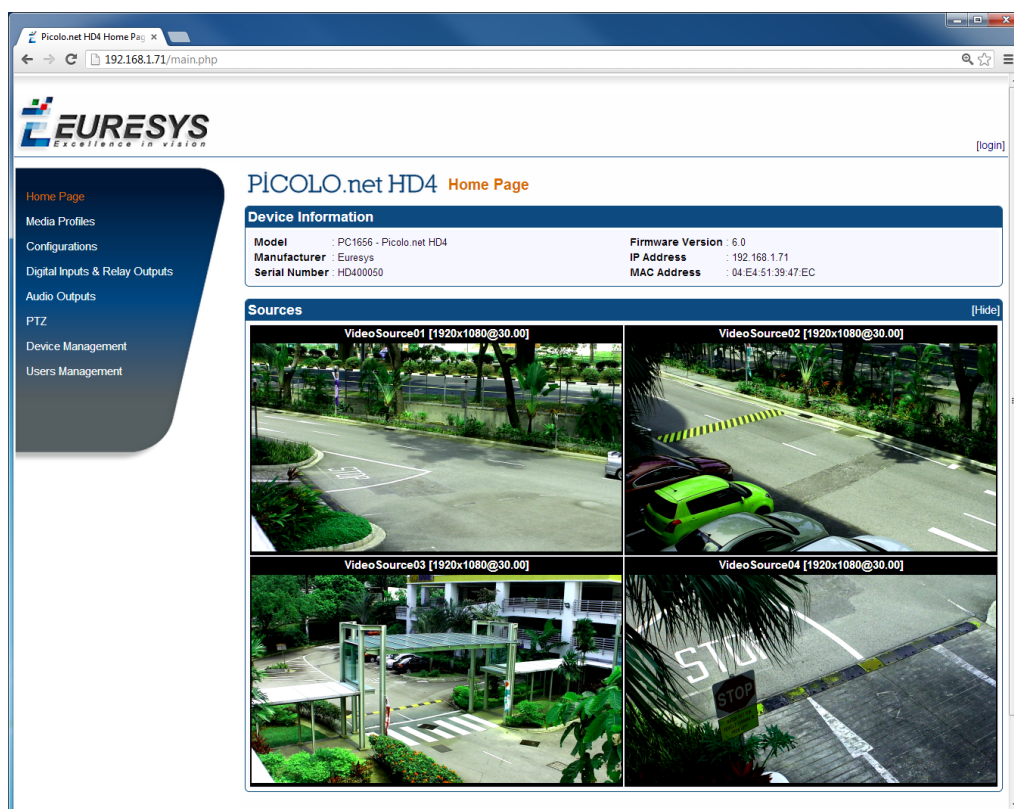 Picolo.net HD4 Home Pag
192.168.1.71/main.php
EURESYS
Excellence in vision
[login]
Home Page
Media Profiles
Configurations
Digital Inputs & Relay Outputs
Audio Outputs
PTZ
Device Management
Users Management
PİCOLO.net HD4 Home Page
Device Information
Model : PC1656 - Picolo.net HD4
Manufacturer : Euresys
Serial Number : HD400050
Firmware Version : 6.0
IP Address : 192.168.1.71
MAC Address : 04:E4:51:39:47:EC
Sources [Hide]
VideoSource01 [1920x1080@30.00]
VideoSource02 [1920x1080@30.00]
STOP
VideoSource03 [1920x1080@30.00]
VideoSource04 [1920x1080@30.00]
STOP
STOP